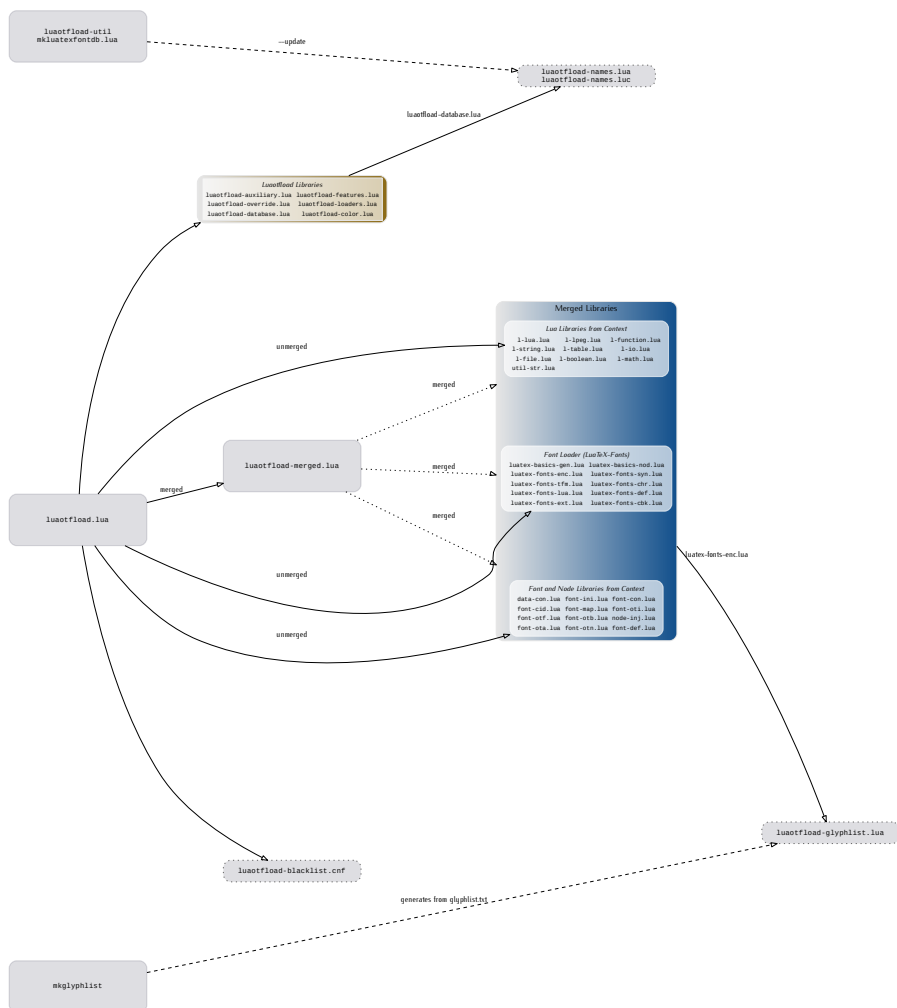 luaotfload-util
mkluatexfontdb.lua
--update
luaotfload-names.lua
luaotfload-names.luc
luaotfload-database.lua
Luaotfload Libraries
luaotfload-auxiliary.lua luaotfload-features.lua
luaotfload-override.lua luaotfload-loaders.lua
luaotfload-database.lua luaotfload-color.lua
Merged Libraries
Lua Libraries from Context
l-lua.lua l-lpeg.lua l-function.lua
l-string.lua l-table.lua l-io.lua
l-file.lua l-boolean.lua l-math.lua
util-str.lua
unmerged
merged
luaotfload-merged.lua
merged
Font Loader (LuaTeX-Fonts)
luatex-basics-gen.lua luatex-basics-nod.lua
luatex-fonts-enc.lua luatex-fonts-syn.lua
luatex-fonts-tfm.lua luatex-fonts-chr.lua
luatex-fonts-lua.lua luatex-fonts-def.lua
luatex-fonts-ext.lua luatex-fonts-cbk.lua
merged
luaotfload.lua
merged
luatex-fonts-enc.lua
unmerged
Font and Node Libraries from Context
data-con.lua font-ini.lua font-con.lua
font-cid.lua font-map.lua font-oti.lua
font-otf.lua font-otb.lua node-inj.lua
font-ota.lua font-otn.lua font-def.lua
unmerged
luaotfload-glyphlist.lua
luaotfload-blacklist.cnf
generates from glyphlist.txt
mkglyphlist